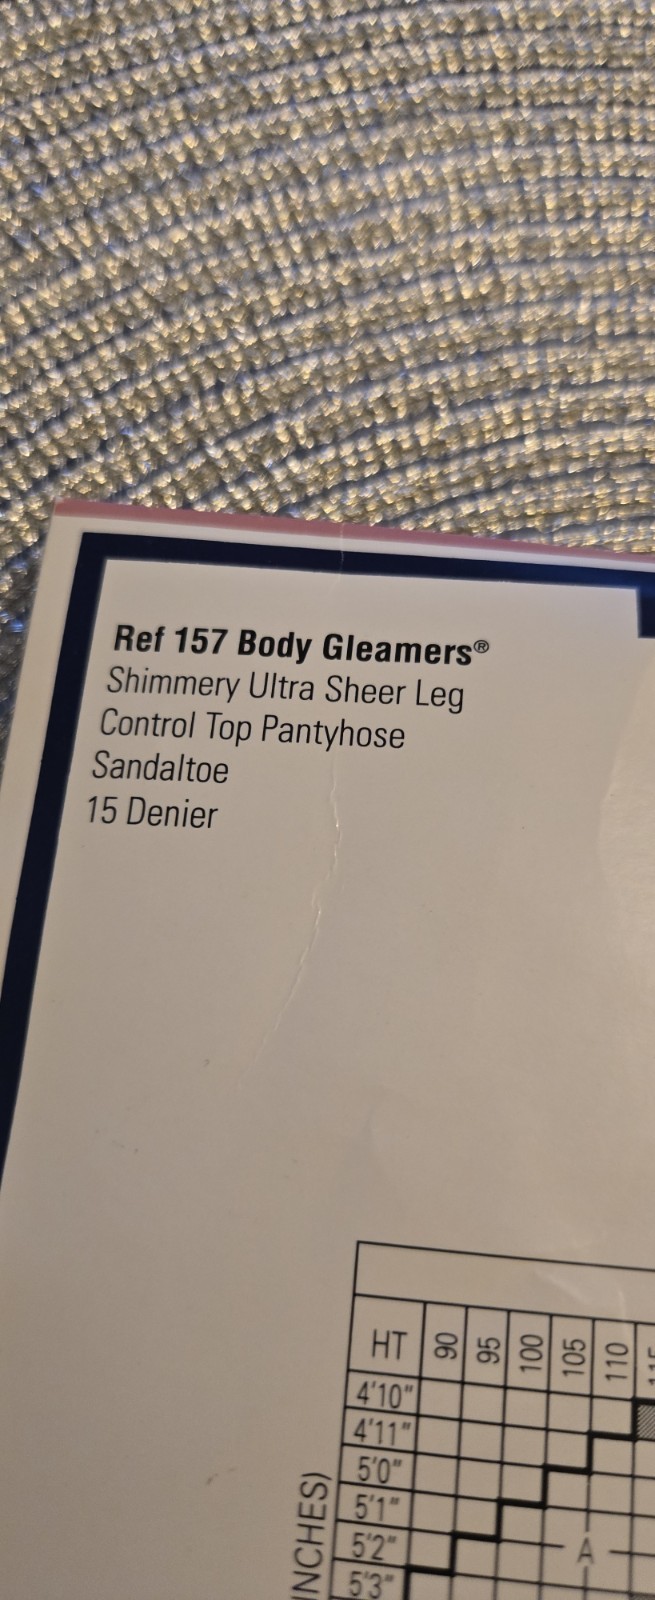 Ref 157 Body Gleamers®
Shimmery Ultra Sheer Leg
Control Top Pantyhose
Sandaltoe
15 Denier
HT 90 95 100 105 110
4'10"
4'11"
5'0"
5'1"
5'2" A
5'3"
INCHES)